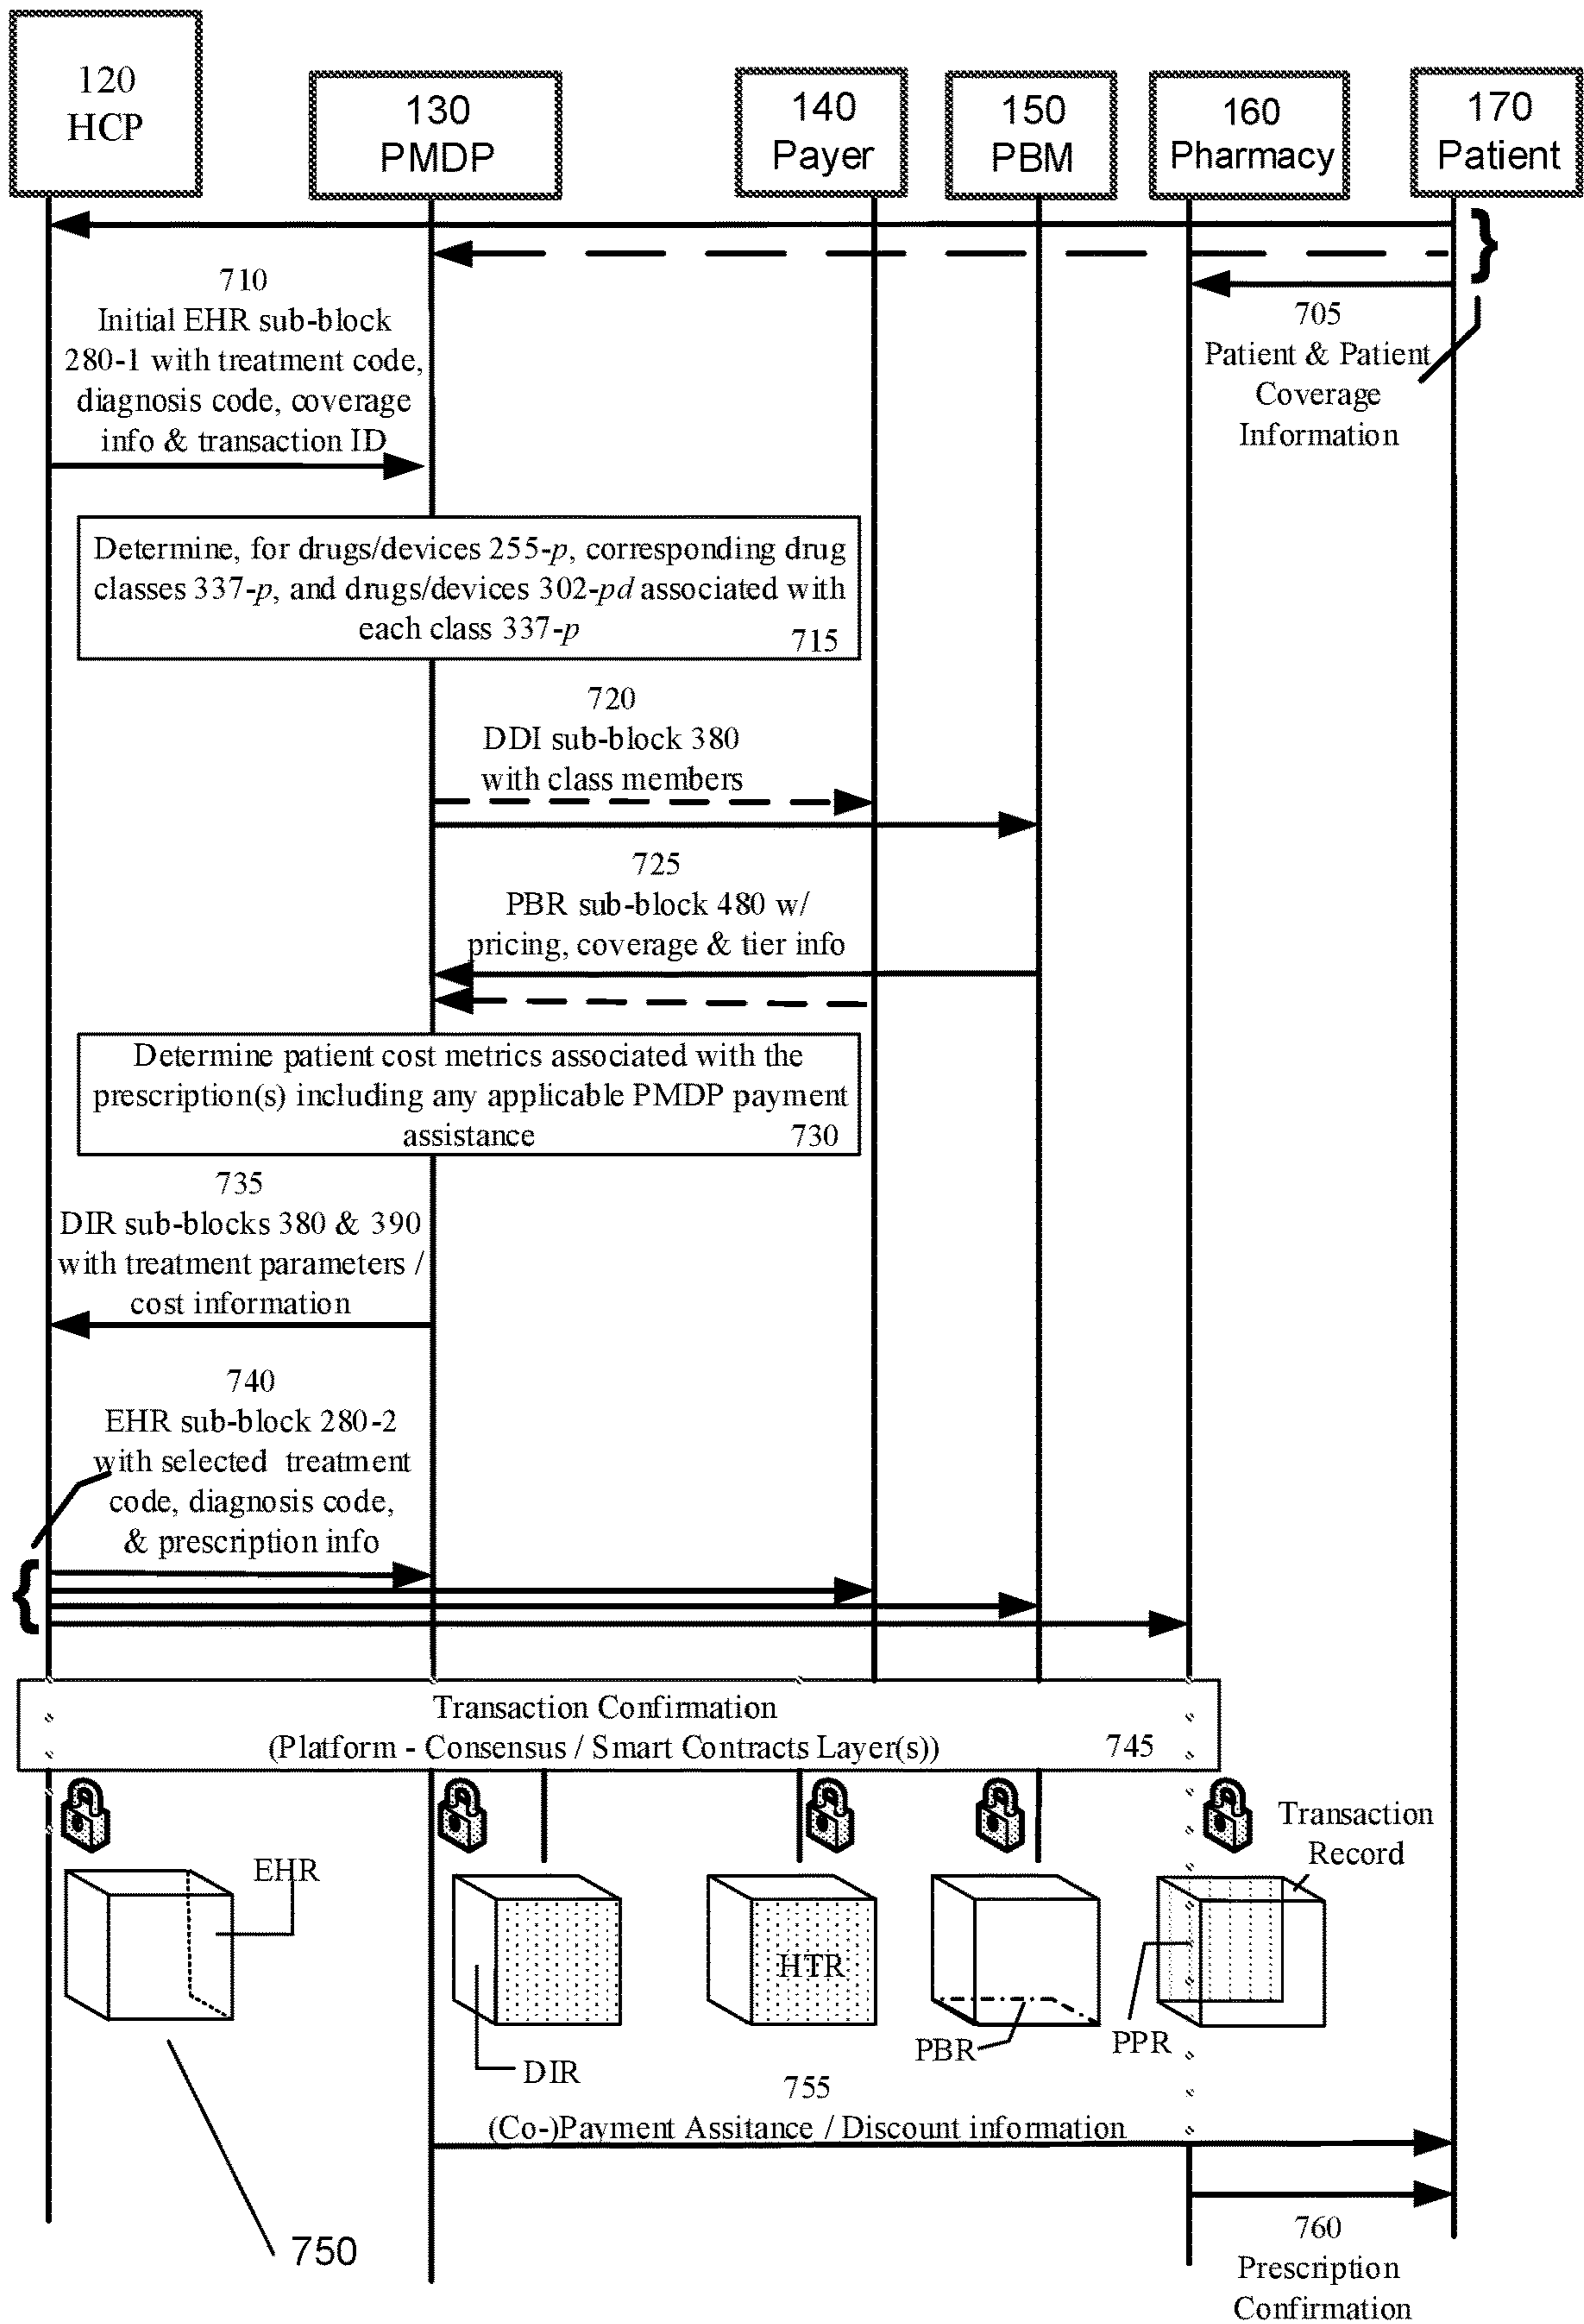 120
HCP
130
PMDP
140
Payer
150
PBM
160
Pharmacy
170
Patient
705
Patient & Patient
Coverage
Information
710
Initial EHR sub-block
280-1 with treatment code,
diagnosis code, coverage
info & transaction ID
Determine, for drugs/devices 255-p, corresponding drug
classes 337-p, and drugs/devices 302-pd associated with
each class 337-p
715
720
DDI sub-block 380
with class members
725
PBR sub-block 480 w/
pricing, coverage & tier info
Determine patient cost metrics associated with the
prescription(s) including any applicable PMDP payment
assistance
730
735
DIR sub-blocks 380 & 390
with treatment parameters /
cost information
740
EHR sub-block 280-2
with selected treatment
code, diagnosis code,
& prescription info
Transaction Confirmation
(Platform - Consensus / Smart Contracts Layer(s))
745
Transaction
Record
EHR
HTR
DIR
PBR
PPR
755
(Co-)Payment Assitance / Discount information
750
760
Prescription
Confirmation